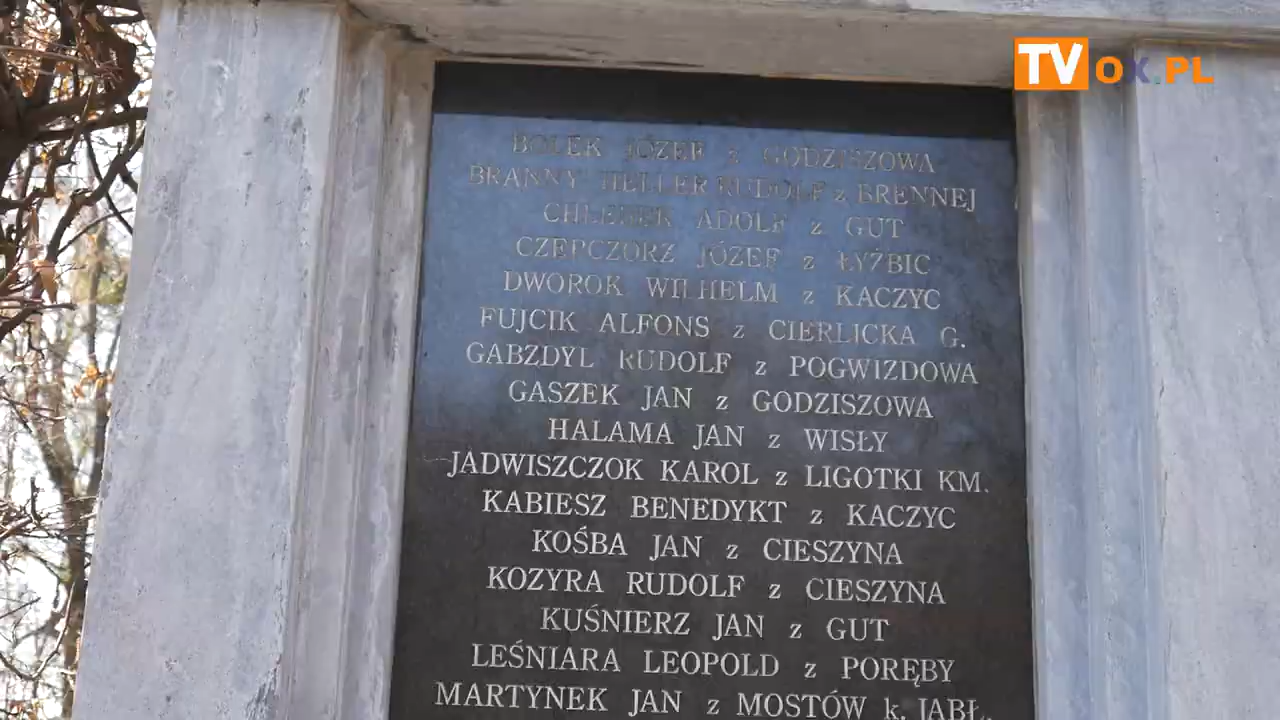 TVOK.PL
BOLEK JÓZEF z GODZISZOWA
BRANNY HELLER RUDOLF z BRENNEJ
CHLEBEK ADOLF z GUT
CZEPCZORZ JÓZEF z ŁYŻBIC
DWOROK WILHELM z KACZYC
FUJCIK ALFONS z CIERLICKA G.
GABZDYL RUDOLF z POGWIZDOWA
GASZEK JAN z GODZISZOWA
HALAMA JAN z WISŁY
JADWISZCZOK KAROL z LIGOTKI KM.
KABIESZ BENEDYKT z KACZYC
KOŚBA JAN z CIESZYNA
KOZYRA RUDOLF z CIESZYNA
KUŚNIERZ JAN z GUT
LEŚNIARA LEOPOLD z PORĘBY
MARTYNEK JAN z MOSTÓW k. JABŁ.